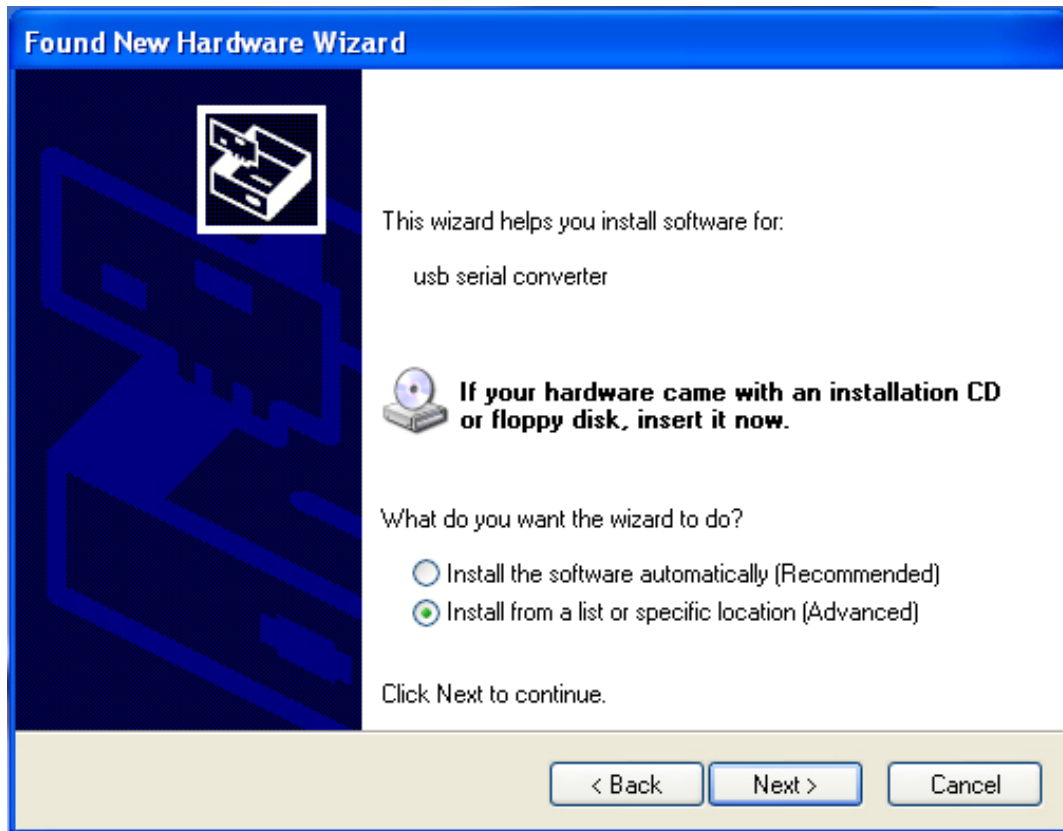 Found New Hardware Wizard
This wizard helps you install software for:
usb serial converter
If your hardware came with an installation CD
or floppy disk, insert it now.
What do you want the wizard to do?
Install the software automatically (Recommended)
Install from a list or specific location (Advanced)
Click Next to continue.
< Back
Next >
Cancel